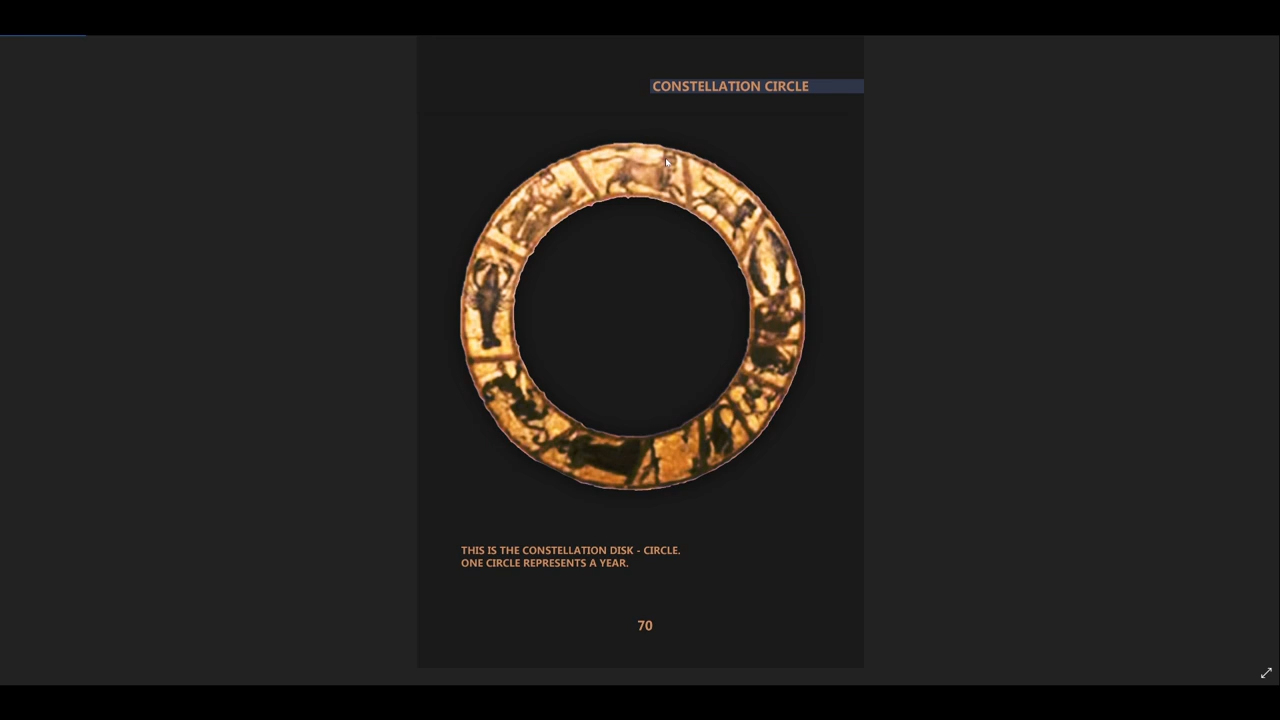 CONSTELLATION CIRCLE
THIS IS THE CONSTELLATION DISK - CIRCLE.
ONE CIRCLE REPRESENTS A YEAR.
70